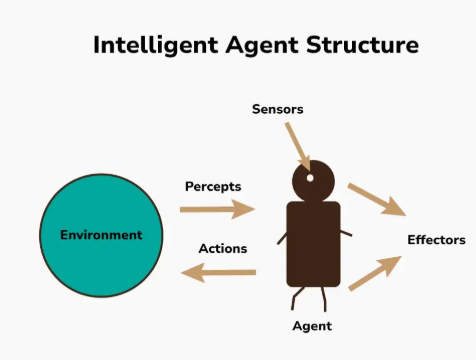 Intelligent Agent Structure
Sensors
Percepts
Environment
Actions
Effectors
Agent